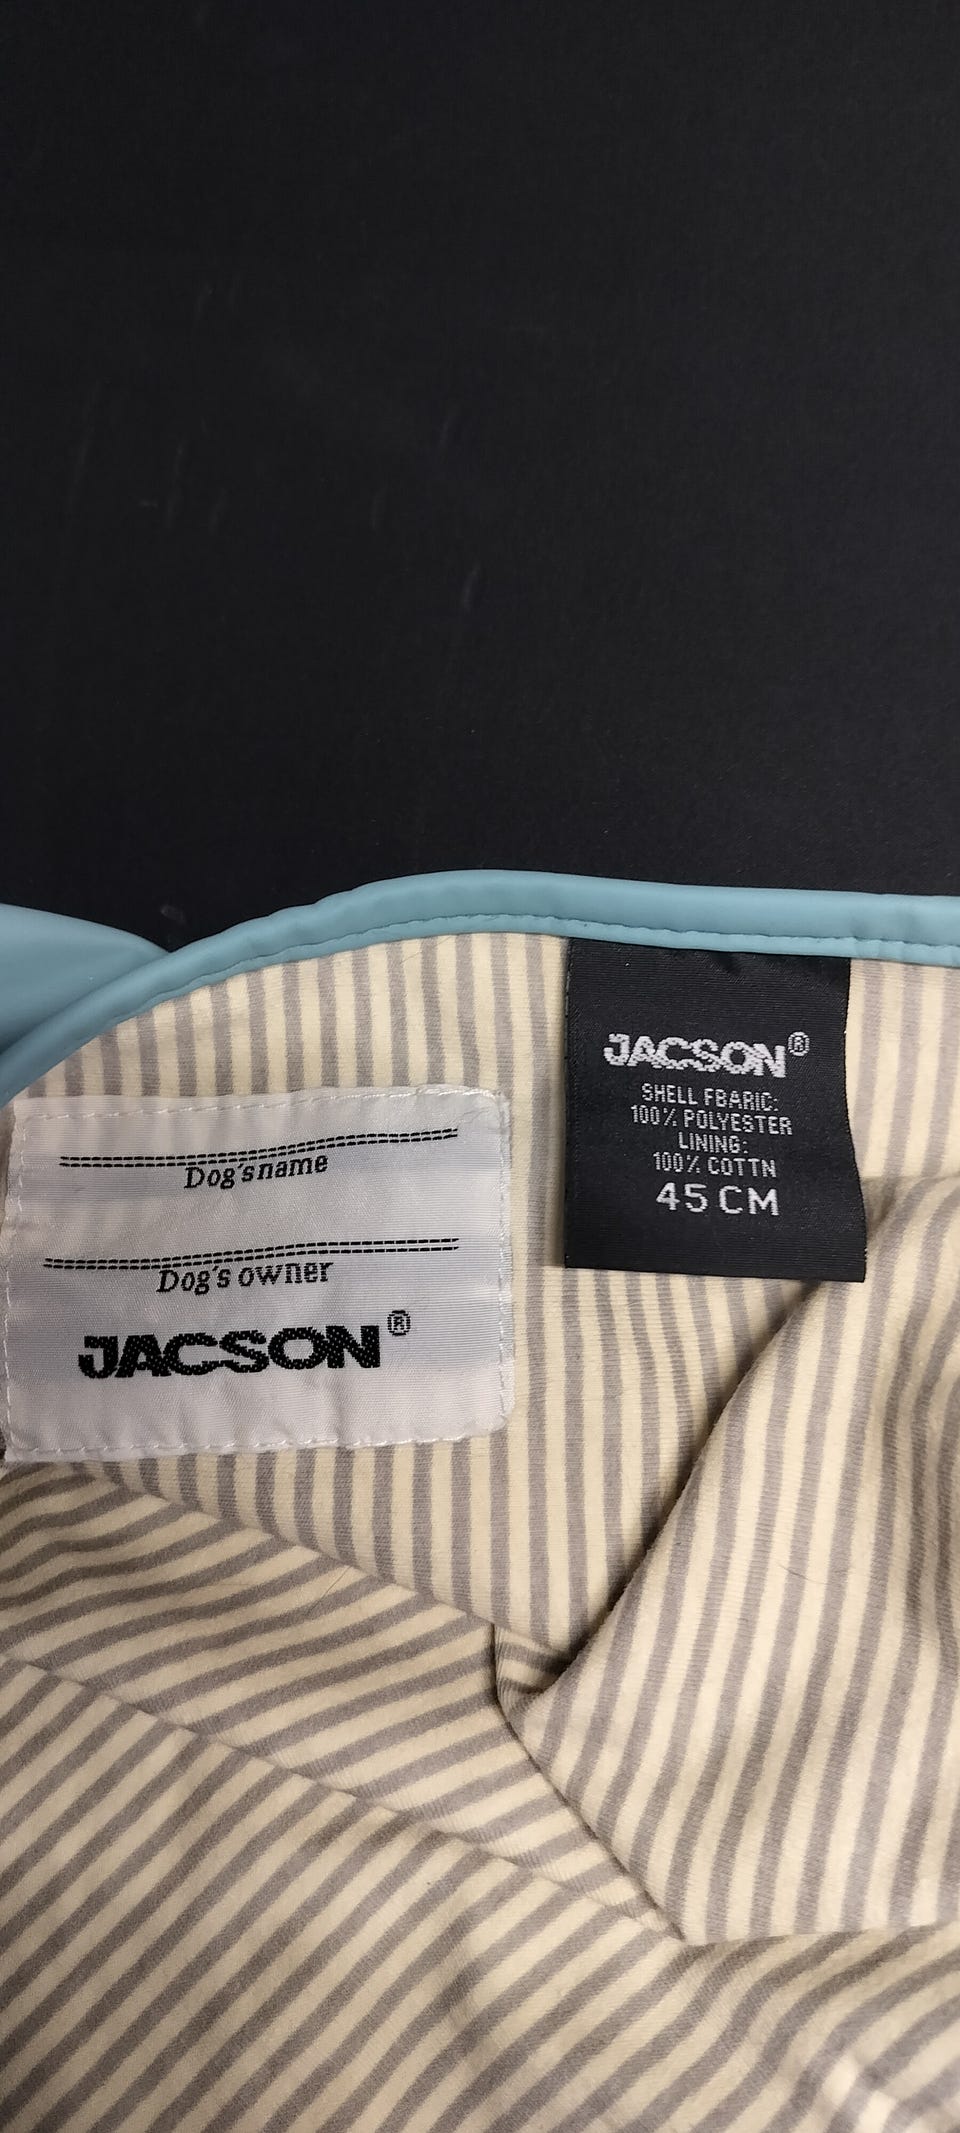 Dog's name
Dog's owner
JACSON®
JACSON®
SHELL FBARIC:
100% POLYESTER
LINING:
100% COTTN
45 CM